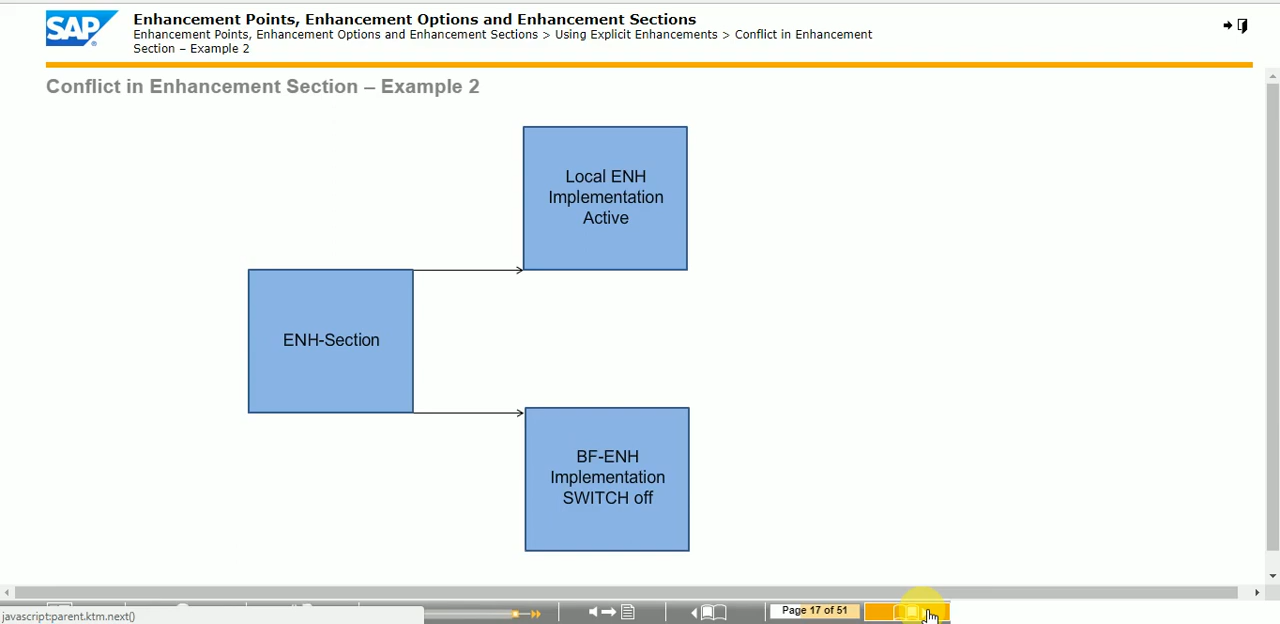 SAP
Enhancement Points, Enhancement Options and Enhancement Sections
Enhancement Points, Enhancement Options and Enhancement Sections > Using Explicit Enhancements > Conflict in Enhancement
Section – Example 2
Conflict in Enhancement Section – Example 2
Local ENH
Implementation
Active
ENH-Section
BF-ENH
Implementation
SWITCH off
Page 17 of 51
javascript:parent.ktm.next()